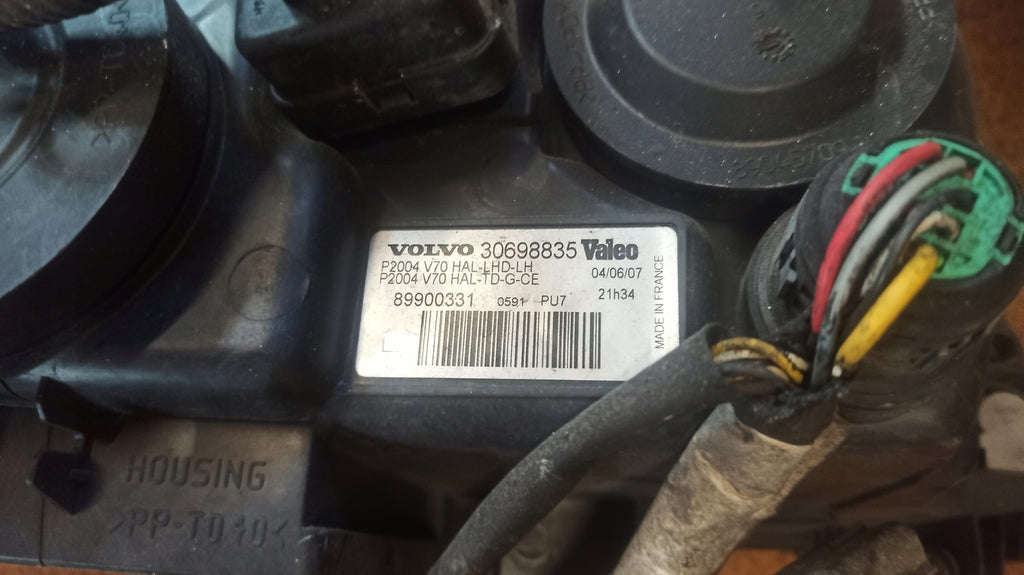 VOLVO 30698835 Valeo
P2004 V70 HAL-LHD-LH
P2004 V70 HAL-TD-G-CE
04/06/07
89900331 0591 PU7 21h34
MADE IN FRANCE
HOUSING
>PP-TD40<